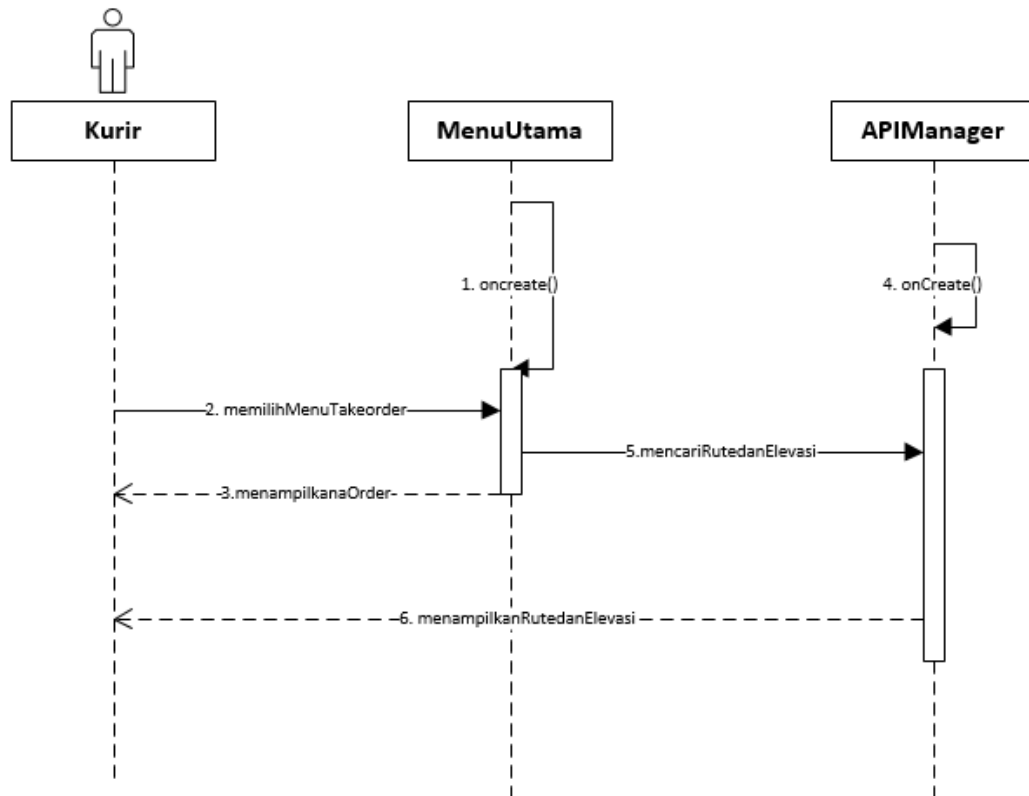 Kurir
MenuUtama
APIManager
1. oncreate()
4. onCreate()
2. memilihMenuTakeorder
5.mencariRutedanElevasi
3.menampilkanaOrder
6. menampilkanRutedanElevasi